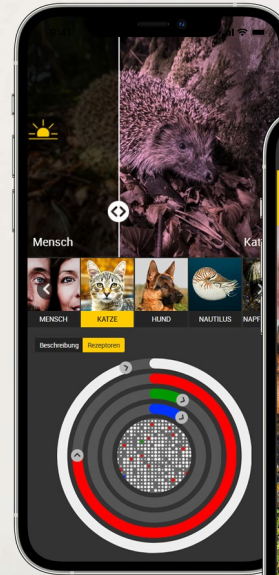 Mensch
Kat
MENSCH
KATZE
HUND
NAUTILUS
NAPF
Beschreibung
Rezeptoren